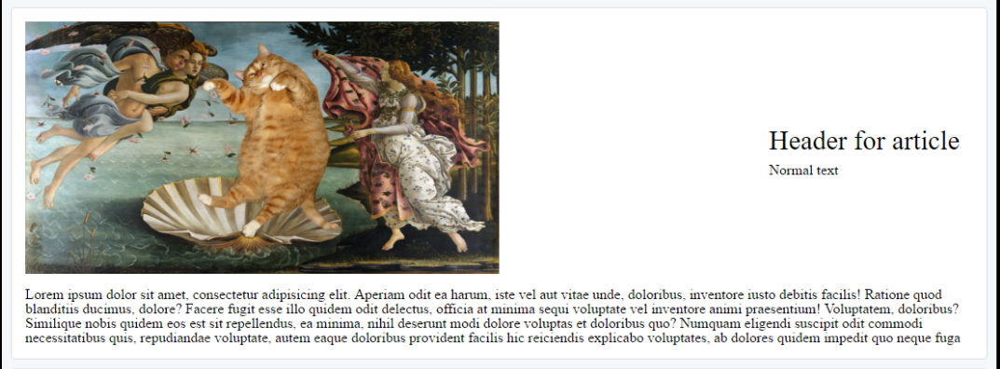 Header for article
Normal text
Lorem ipsum dolor sit amet, consectetur adipisicing elit. Aperiam odit ea harum, iste vel aut vitae unde, doloribus, inventore iusto debitis facilis! Ratione quod
blanditiis ducimus, dolore? Facere fugit esse illo quidem odit delectus, officia at minima sequi voluptate vel inventore animi praesentium! Voluptatem, doloribus?
Similique nobis quidem eos est sit repellendus, ea minima, nihil deserunt modi dolore voluptas et doloribus quo? Numquam eligendi suscipit odit commodi
necessitatibus quis, repudiandae voluptate, autem eaque doloribus provident facilis hic reiciendis explicabo voluptates, ab dolores quidem impedit quo neque fuga